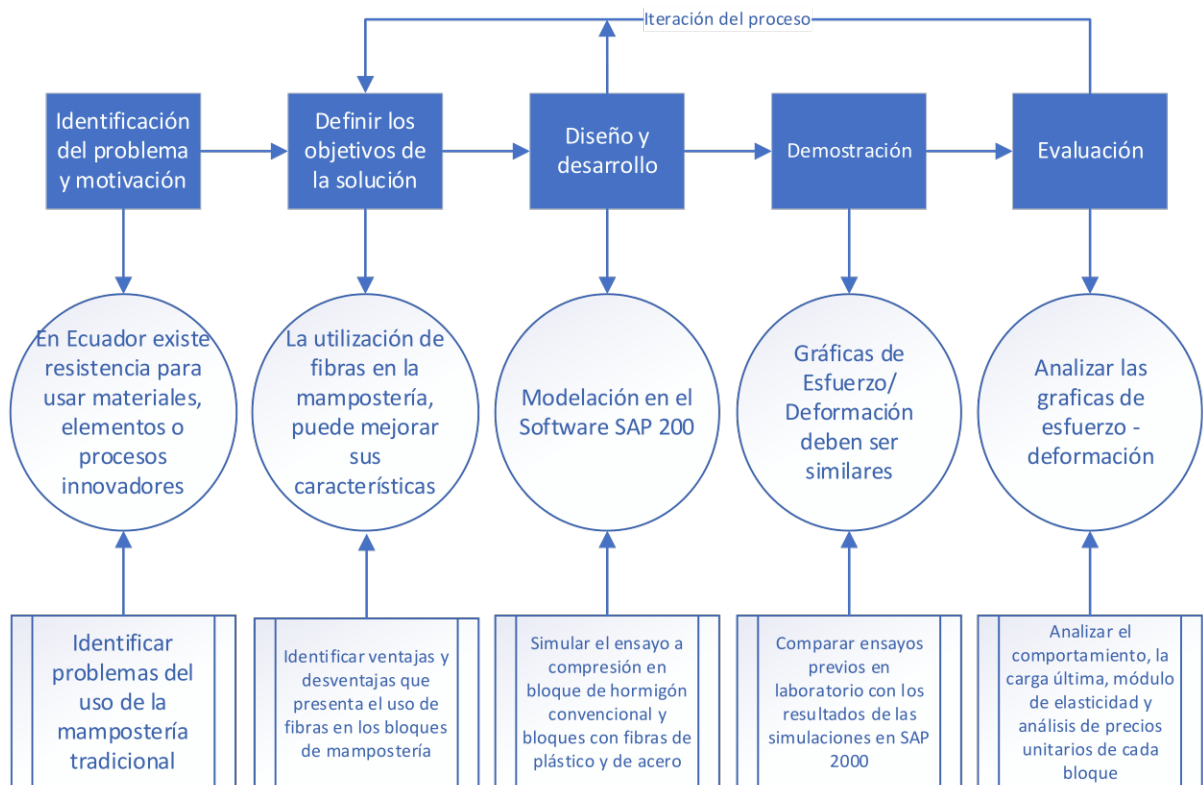 Iteración del proceso
Identificación
del problema
y motivación
Definir los
objetivos de
la solución
Diseño y
desarrollo
Demostración
Evaluación
En Ecuador existe
resistencia para
usar materiales,
elementos o
procesos
innovadores
La utilización de
fibras en la
mampostería,
puede mejorar
sus
características
Modelación en el
Software SAP 200
Gráficas de
Esfuerzo/
Deformación
deben ser
similares
Analizar las
graficas de
esfuerzo -
deformación
Identificar
problemas del
uso de la
mampostería
tradicional
Identificar ventajas y
desventajas que
presenta el uso de
fibras en los bloques
de mampostería
Simular el ensayo a
compresión en
bloque de hormigón
convencional y
bloques con fibras de
plástico y de acero
Comparar ensayos
previos en
laboratorio con los
resultados de las
simulaciones en SAP
2000
Analizar el
comportamiento, la
carga última, módulo
de elasticidad y
análisis de precios
unitarios de cada
bloque